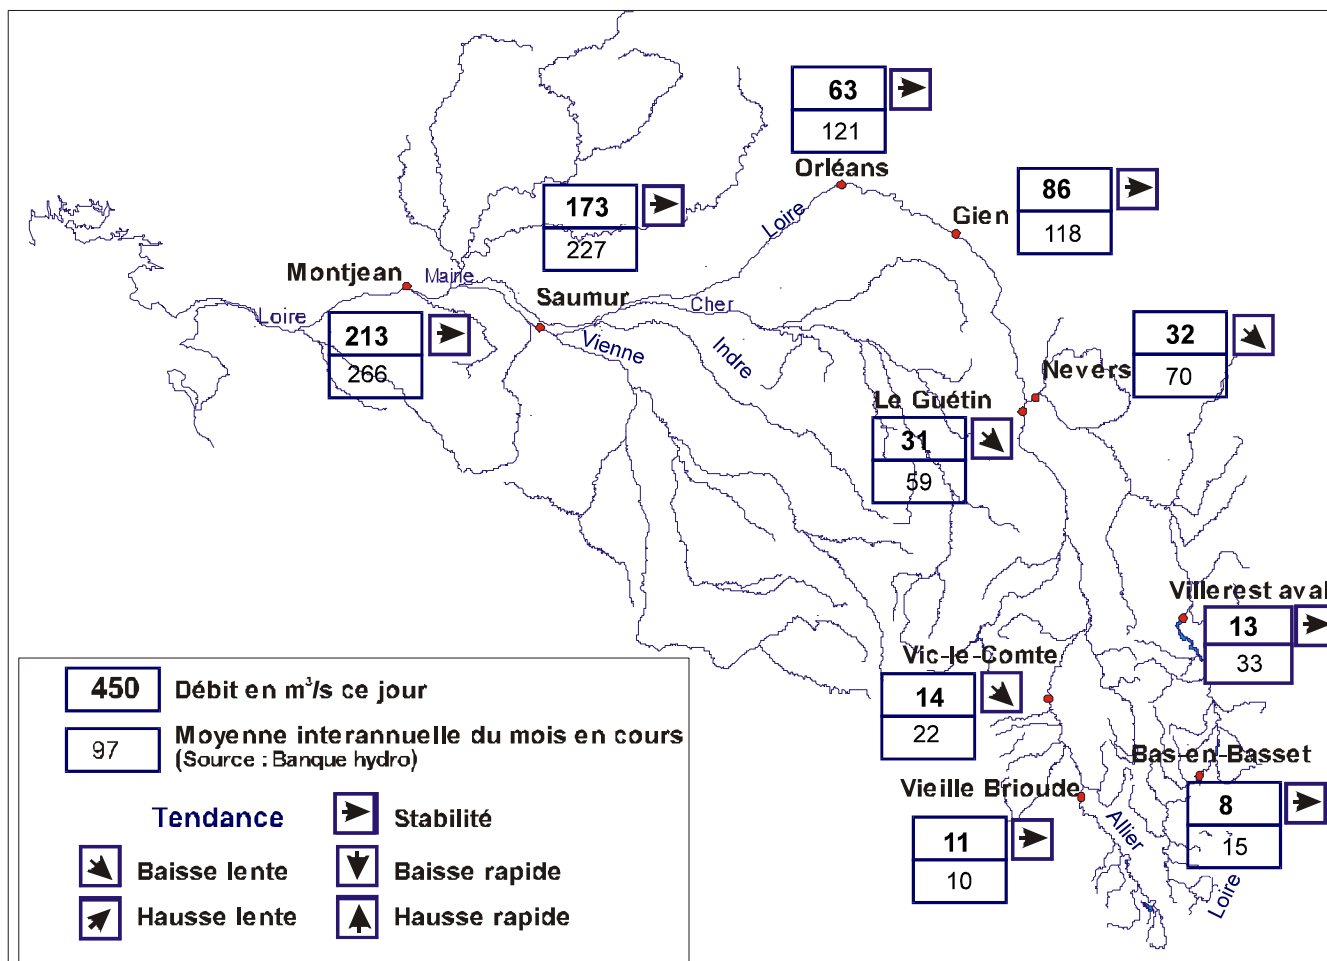 63
121
Orléans
86
118
Gien
173
227
Loire
Montjean
Maine
Saumur
Cher
Loire
213
266
Vienne
Indre
32
70
Nevers
Le Guétin
31
59
Villerest aval
13
33
Vic-le-Comte
14
22
Bas-en-Basset
8
15
Vieille Brioude
11
10
Allier
Loire
450 Débit en m³/s ce jour
97 Moyenne interannuelle du mois en cours
(Source : Banque hydro)
Tendance
Stabilité
Baisse lente
Baisse rapide
Hausse lente
Hausse rapide